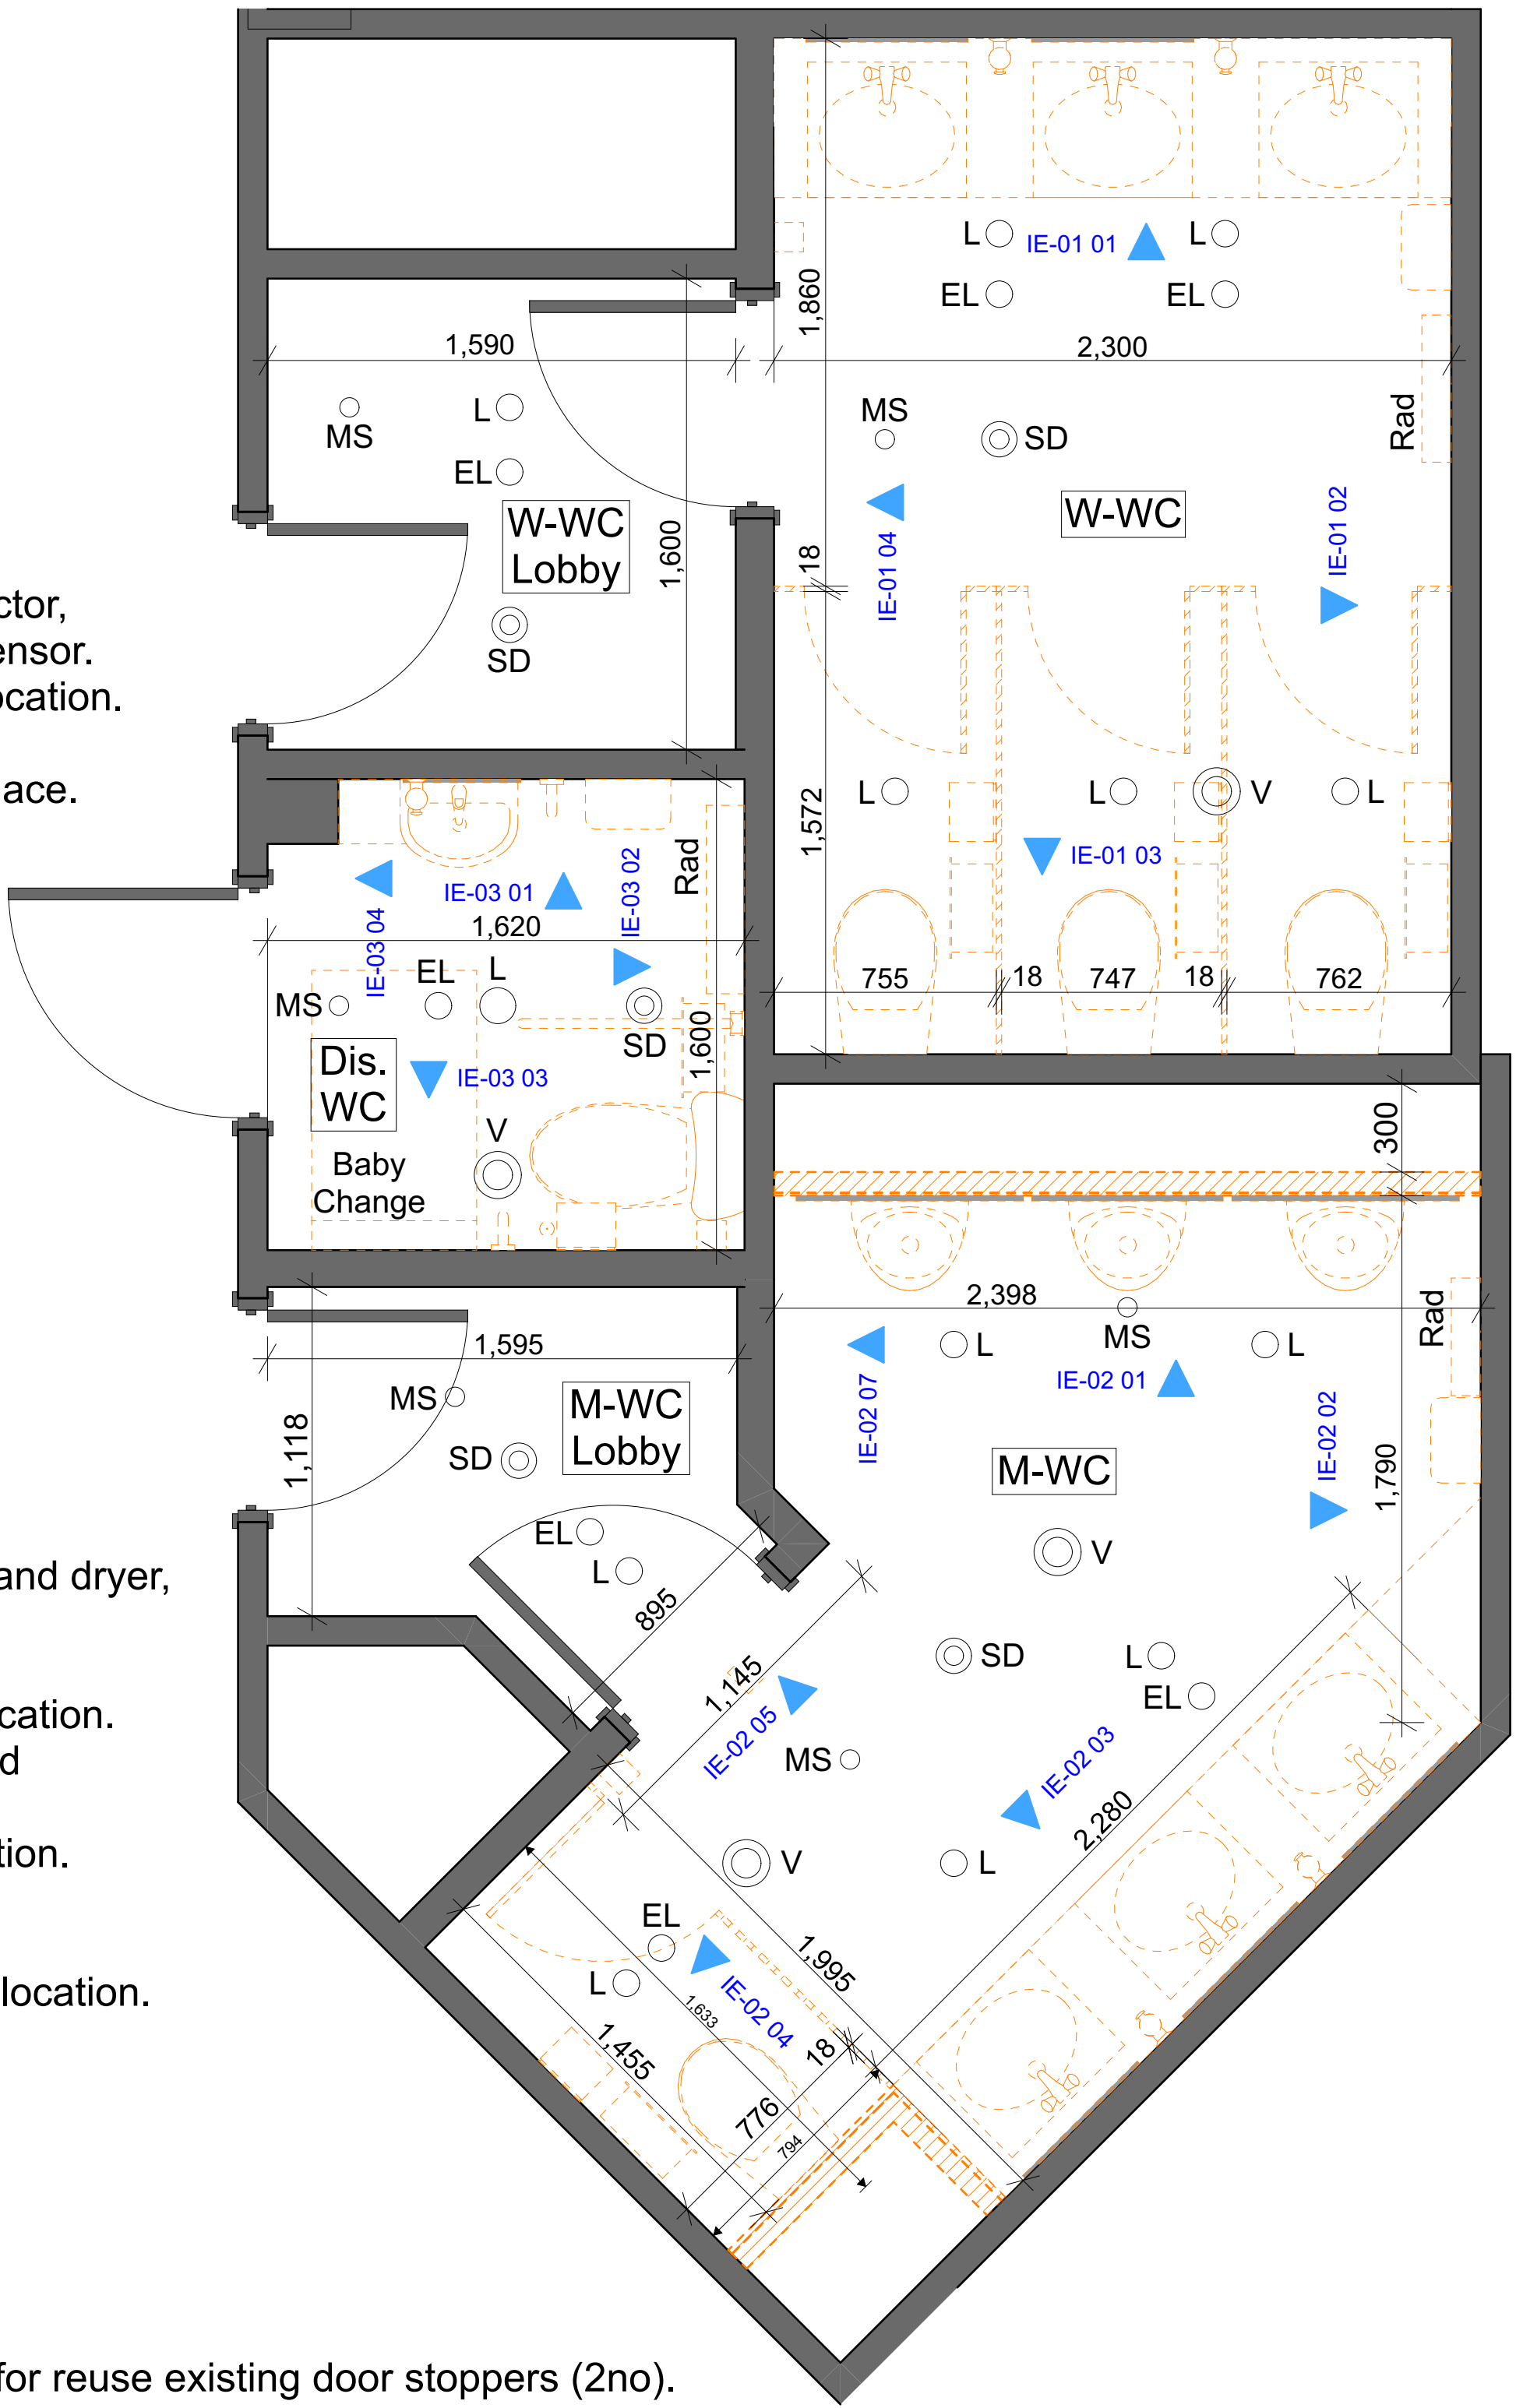 L
IE-01 01
L
EL
EL
1,860
1,590
2,300
MS
L
EL
MS
SD
Rad
W-WC
Lobby
W-WC
IE-01 04
IE-01 02
1,600
18
SD
ctor,
ensor.
ocation.
ace.
L
L
V
L
1,572
IE-01 03
Rad
IE-03 02
IE-03 01
IE-03 04
1,620
MS
EL
L
SD
755
18
747
18
762
1,600
Dis.
WC
IE-03 03
V
Baby
Change
300
2,398
MS
Rad
1,595
L
L
IE-02 07
IE-02 01
IE-02 02
MS
M-WC
Lobby
1,118
SD
M-WC
1,790
EL
L
V
and dryer,
895
1,145
SD
L
EL
IE-02 05
MS
IE-02 03
cation.
d
2,280
tion.
V
L
EL
1,995
L
IE-02 04
1,633
location.
1,455
18
776
794
for reuse existing door stoppers (2no).